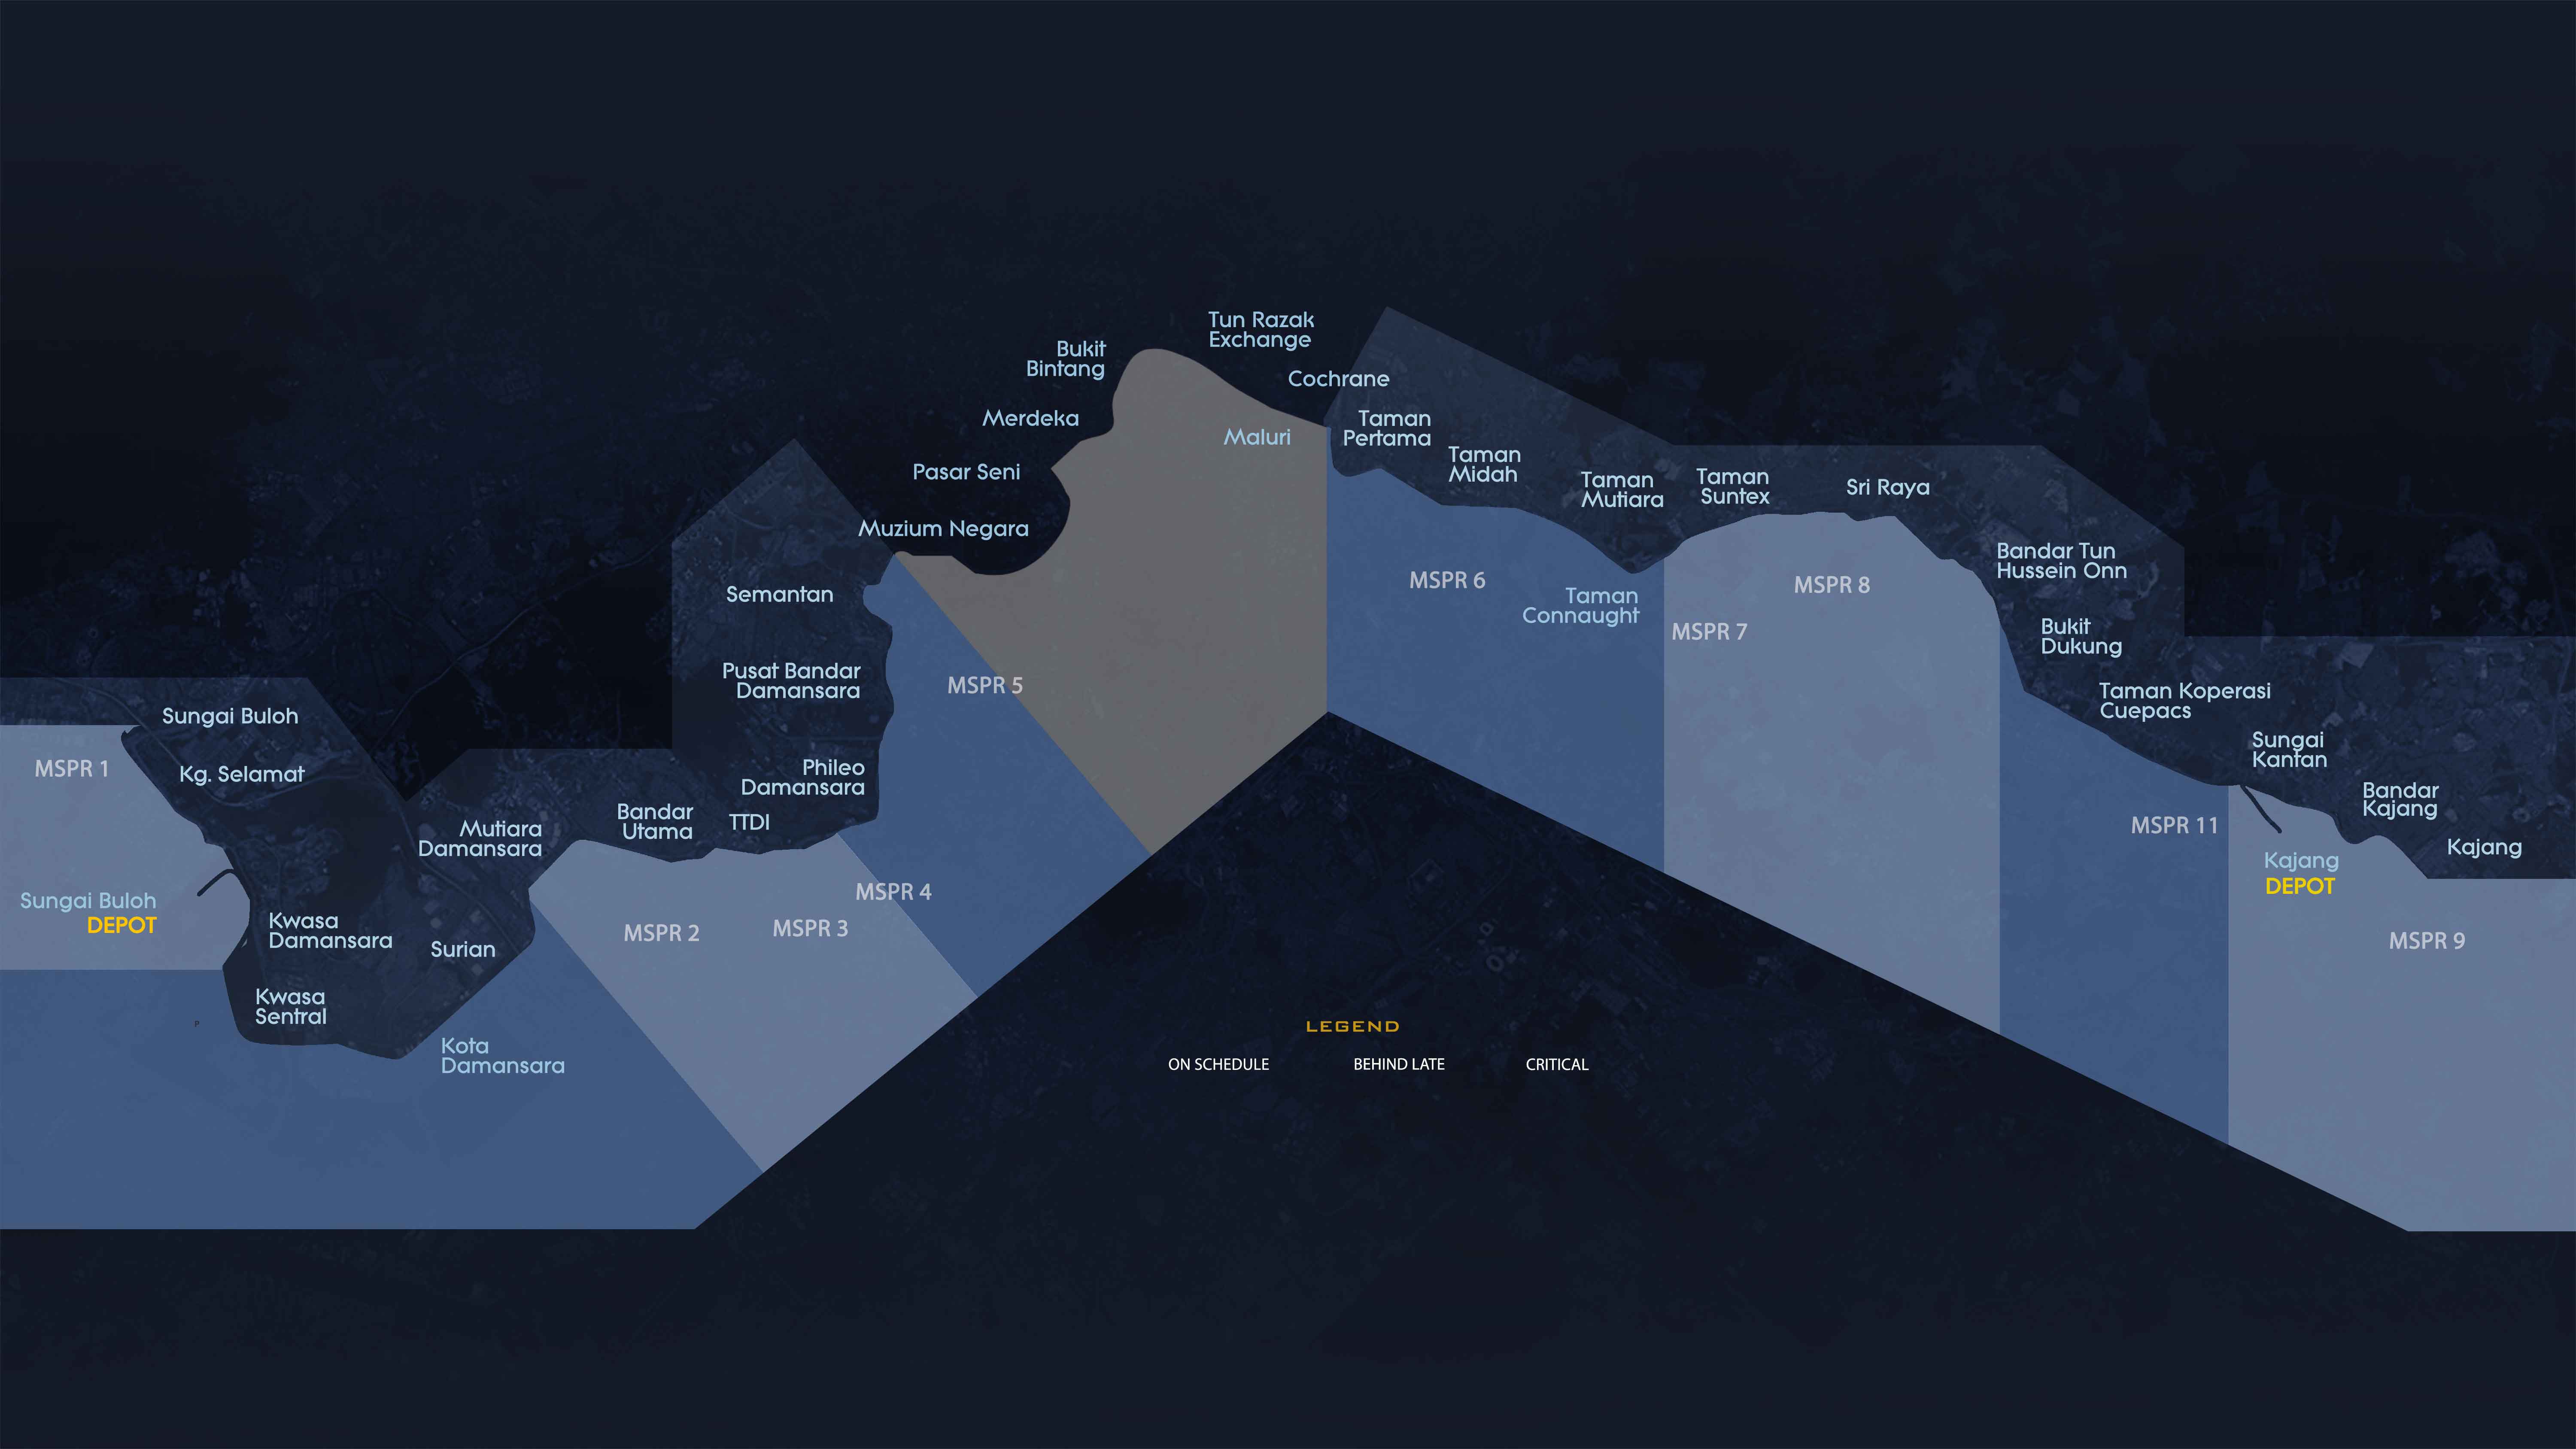 Tun Razak
Exchange
Bukit
Bintang
Cochrane
Merdeka
Maluri
Taman
Pertama
Pasar Seni
Taman
Midah
Taman
Mutiara
Taman
Suntex
Sri Raya
Muzium Negara
Bandar Tun
Hussein Onn
MSPR 6
MSPR 8
Semantan
Taman
Connaught
MSPR 7
Bukit
Dukung
Pusat Bandar
Damansara
MSPR 5
Taman Koperasi
Cuepacs
Sungai Buloh
MSPR 1
Kg. Selamat
Phileo
Damansara
Sungai
Kantan
Bandar
Utama
TTDI
Mutiara
Damansara
MSPR 11
Bandar
Kajang
Kajang
Kajang
DEPOT
Sungai Buloh
DEPOT
MSPR 4
Kwasa
Damansara
Surian
MSPR 2
MSPR 3
MSPR 9
Kwasa
Sentral
P
Kota
Damansara
LEGEND
ON SCHEDULE
BEHIND LATE
CRITICAL